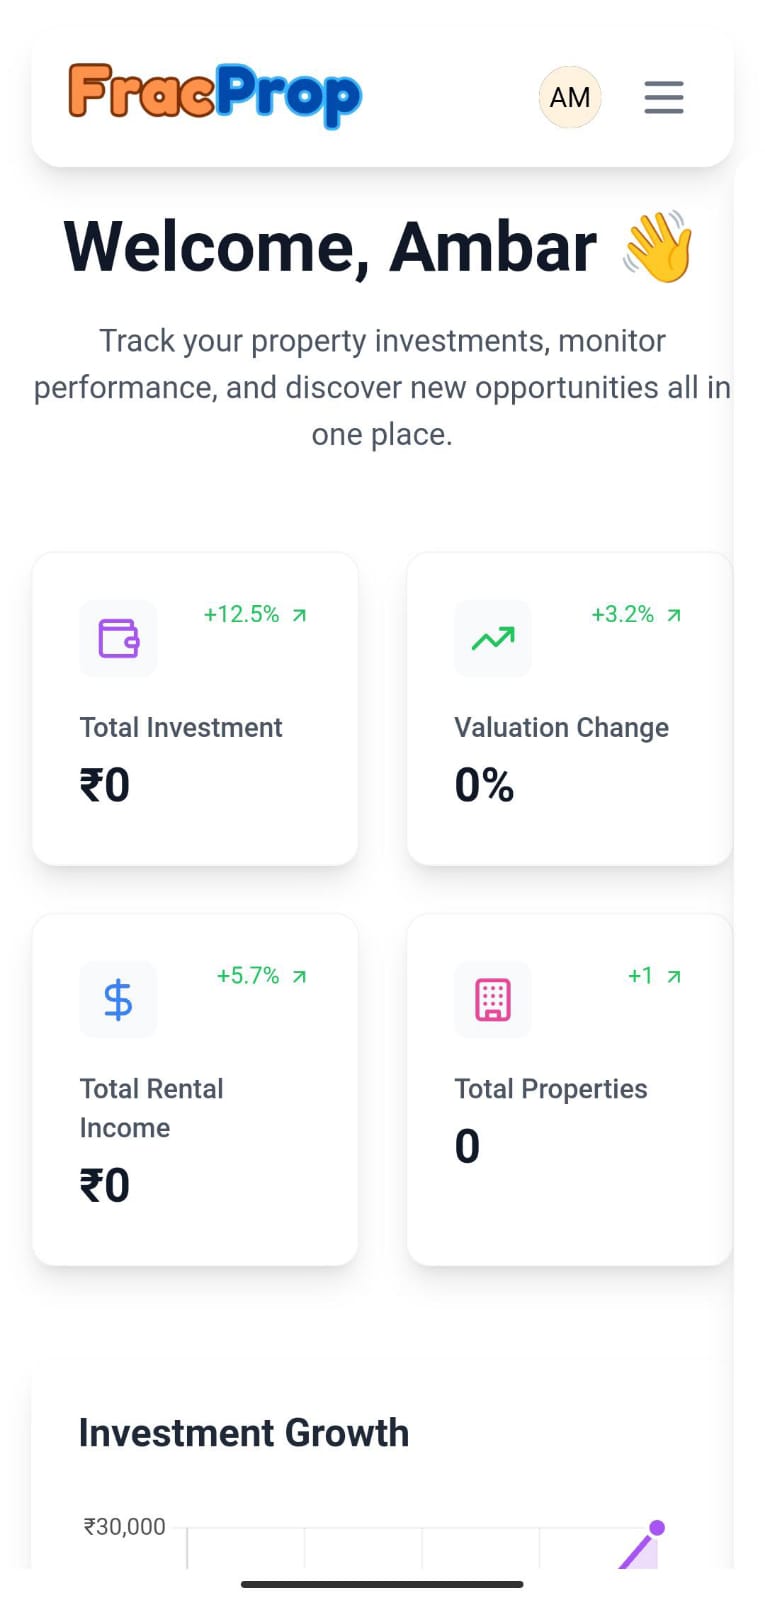 FracProp
AM
Welcome, Ambar 👋
Track your property investments, monitor
performance, and discover new opportunities all in
one place.
+12.5%
Total Investment
₹0
+3.2%
Valuation Change
0%
+5.7%
Total Rental
Income
₹0
+1
Total Properties
0
Investment Growth
₹30,000